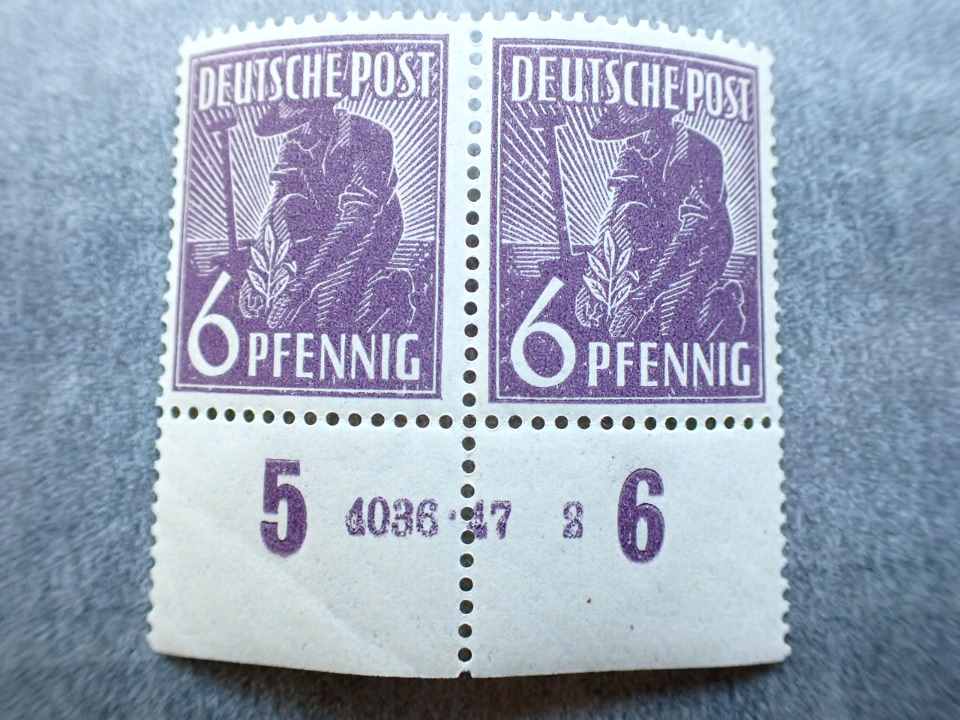 DEUTSCHE POST
6 PFENNIG
DEUTSCHE POST
6 PFENNIG
5 4036·47 2 6